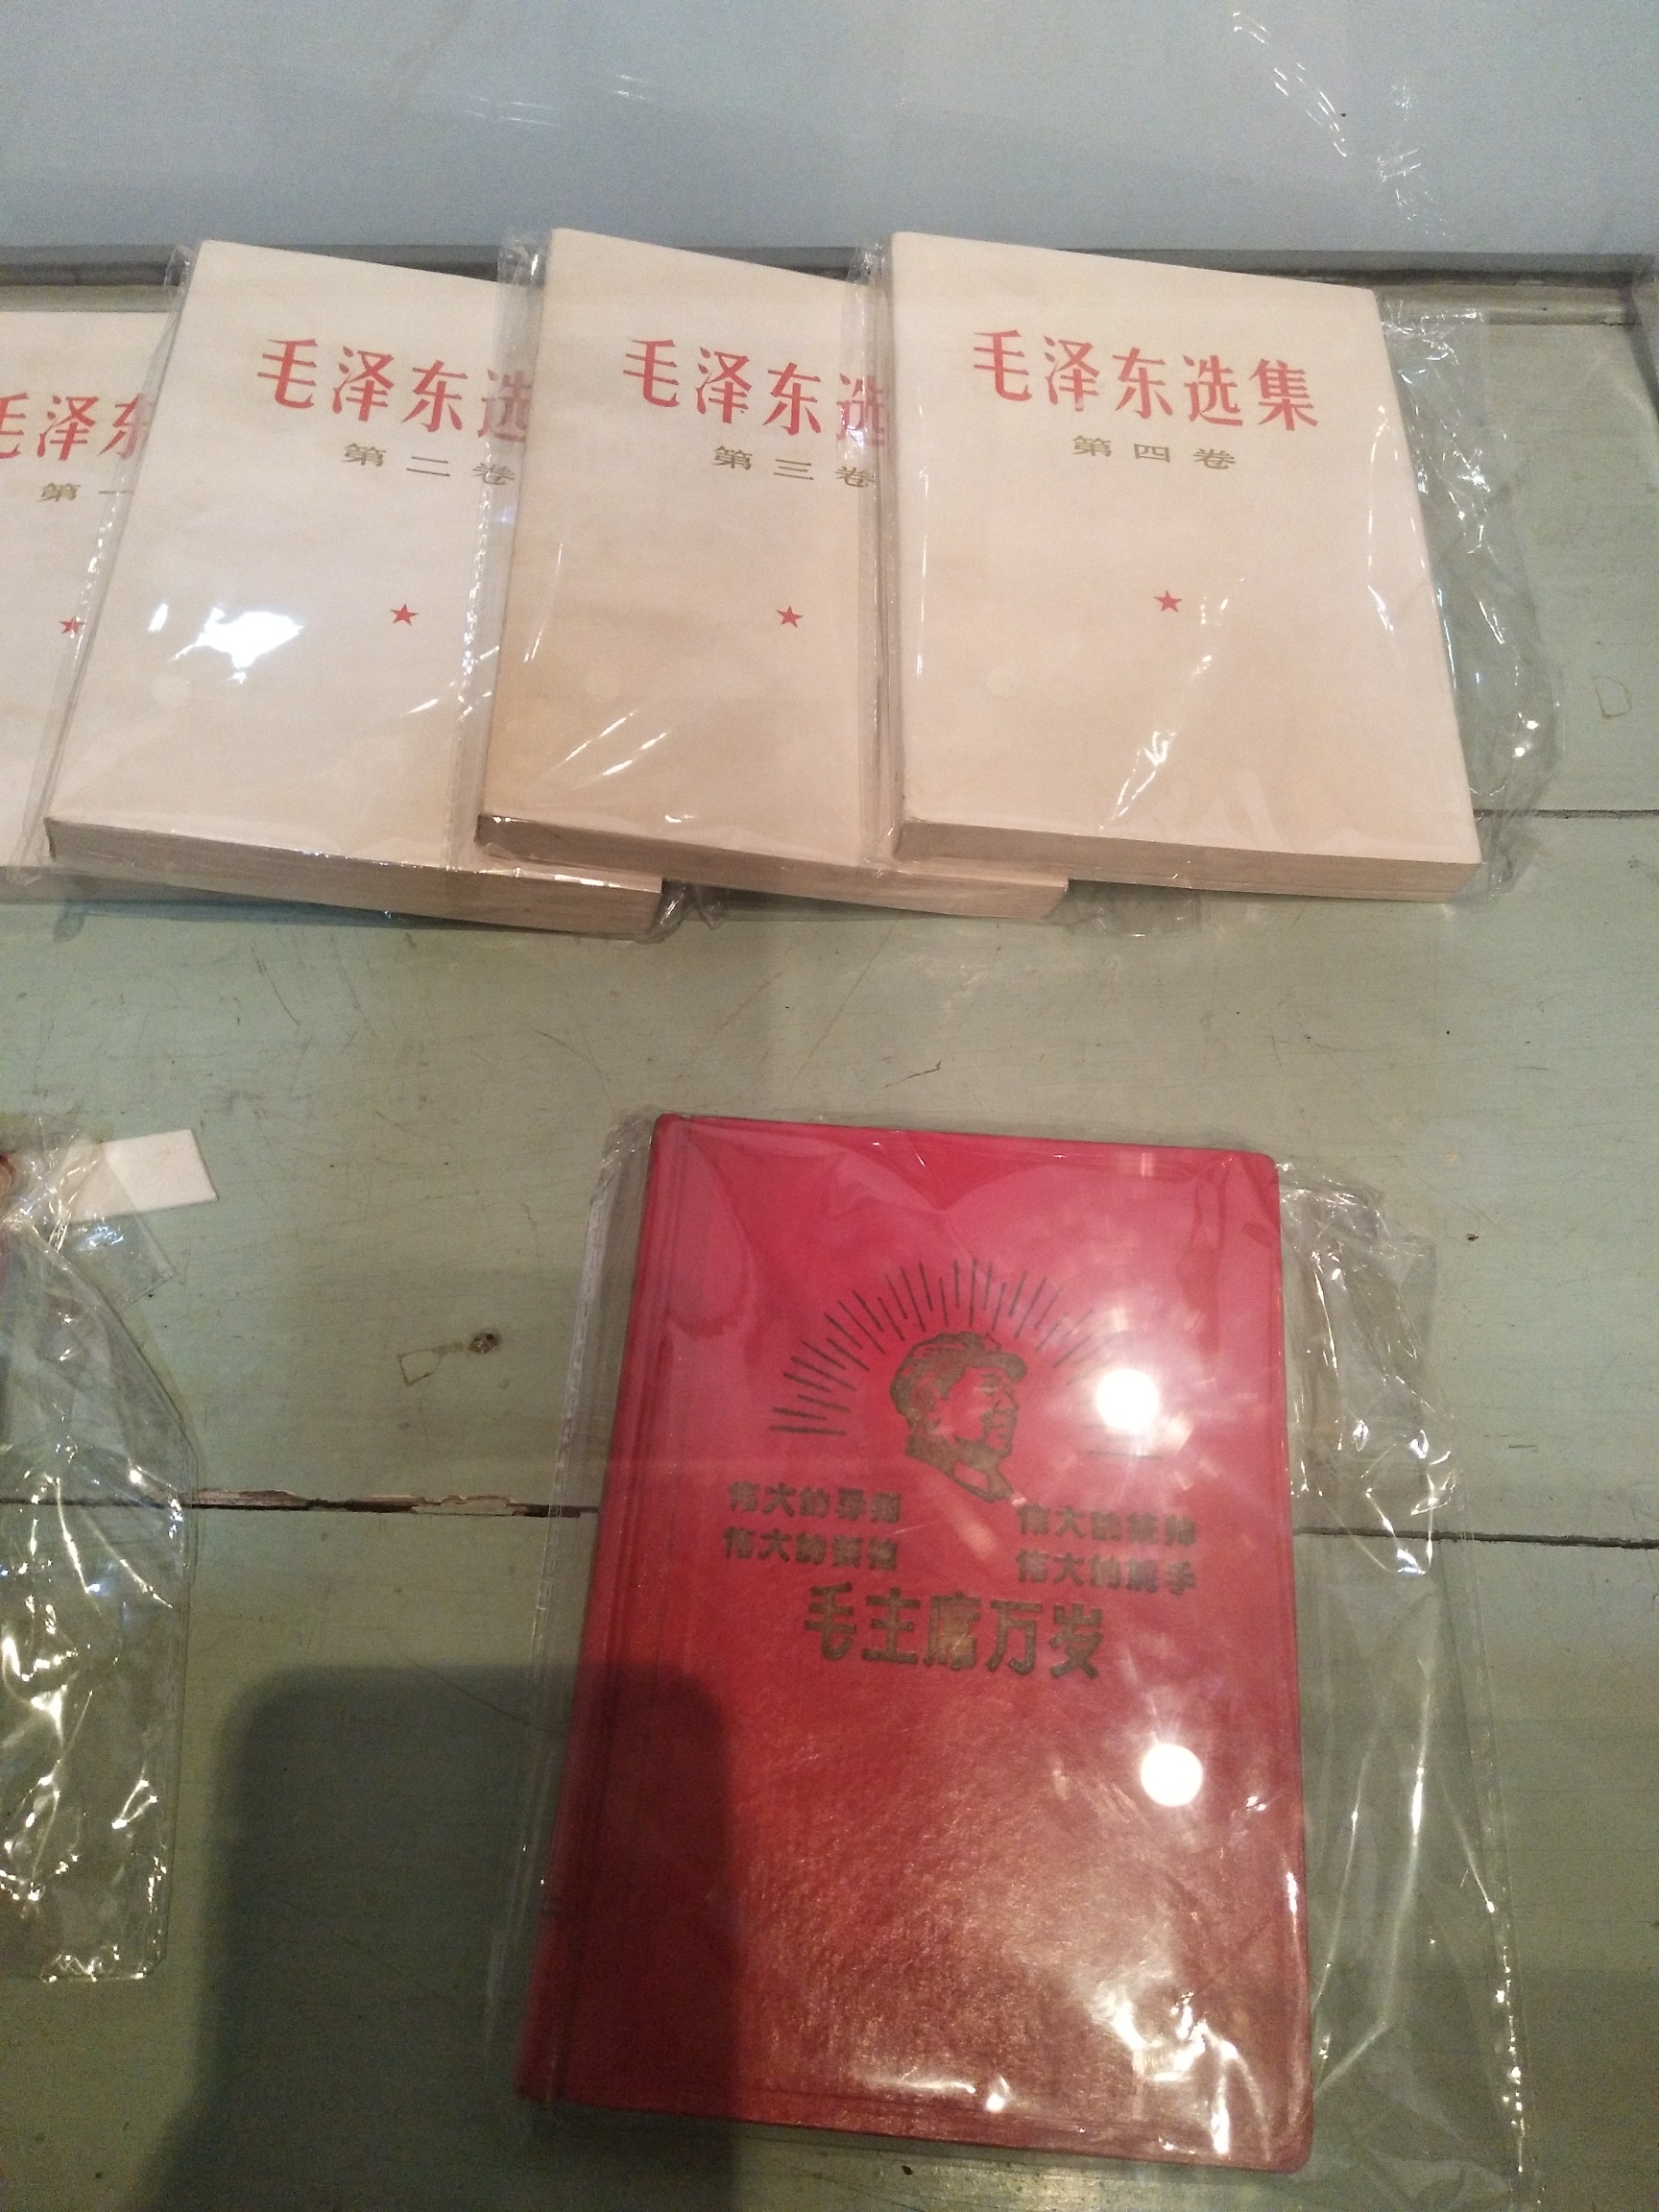 毛泽东
第一
毛泽东选
第二卷
毛泽东选
第三卷
毛泽东选集
第四卷
伟大的导师
伟大的领袖
伟大的统帅
伟大的舵手
毛主席万岁